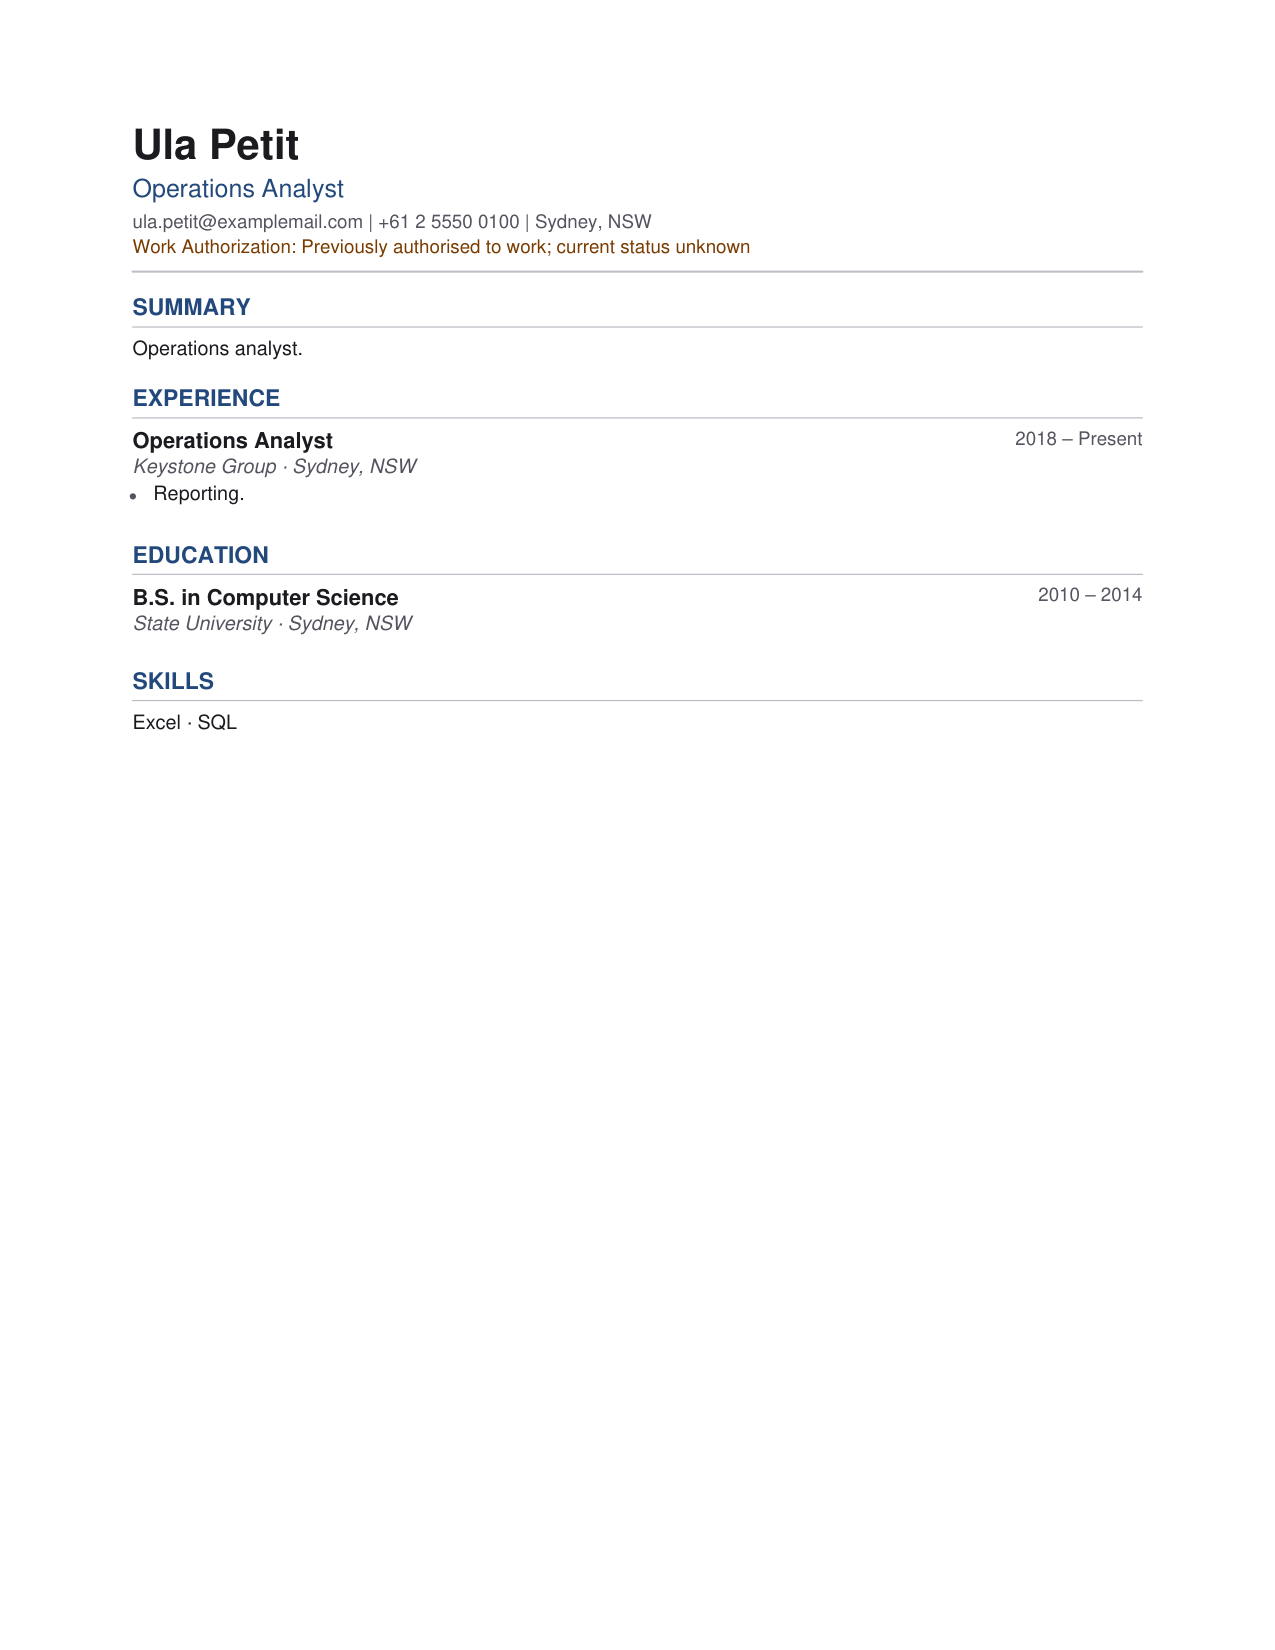 Ula Petit
Operations Analyst
ula.petit@examplemail.com | +61 2 5550 0100 | Sydney, NSW
Work Authorization: Previously authorised to work; current status unknown
SUMMARY
Operations analyst.
EXPERIENCE
Operations Analyst 2018 – Present
Keystone Group · Sydney, NSW
• Reporting.
EDUCATION
B.S. in Computer Science 2010 – 2014
State University · Sydney, NSW
SKILLS
Excel · SQL